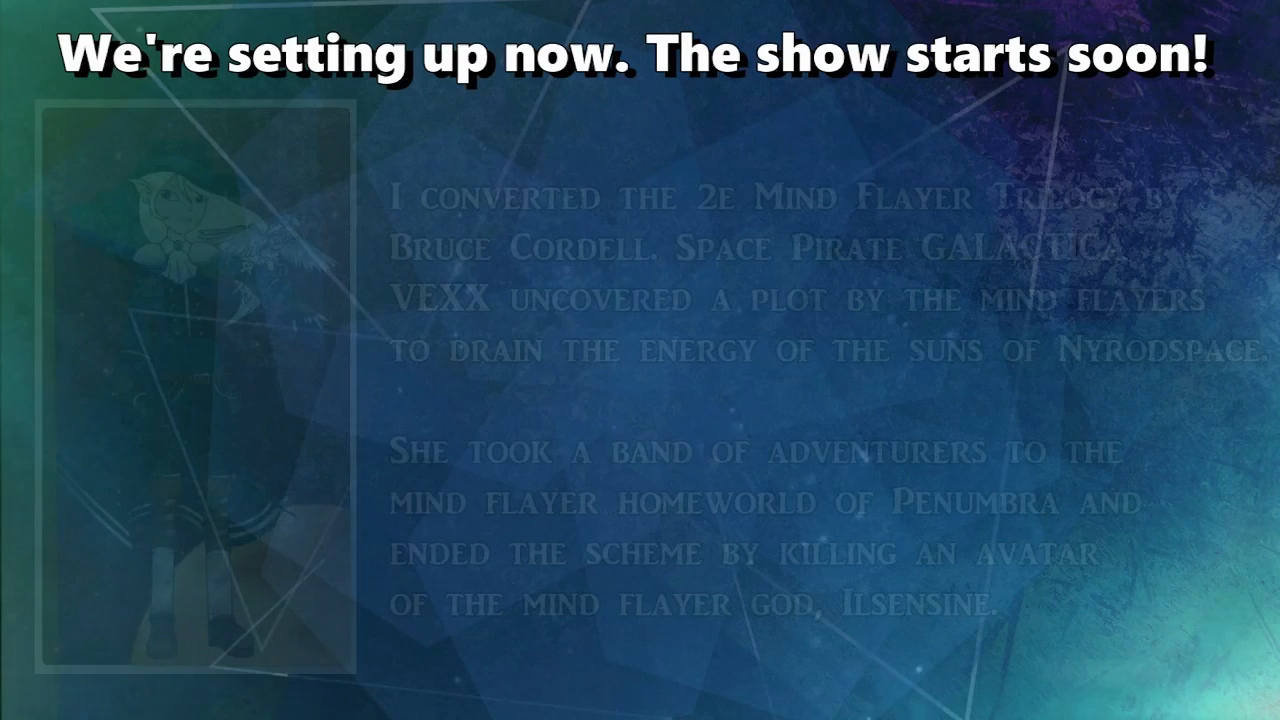 We're setting up now. The show starts soon!
I converted the 2e Mind Flayer Trilogy by
Bruce Cordell. Space Pirate GALACTICA
VEXX uncovered a plot by the mind flayers
to drain the energy of the suns of Nyrodspace.
She took a band of adventurers to the
mind flayer homeworld of Penumbra and
ended the scheme by killing an avatar
of the mind flayer god, Ilsensine.